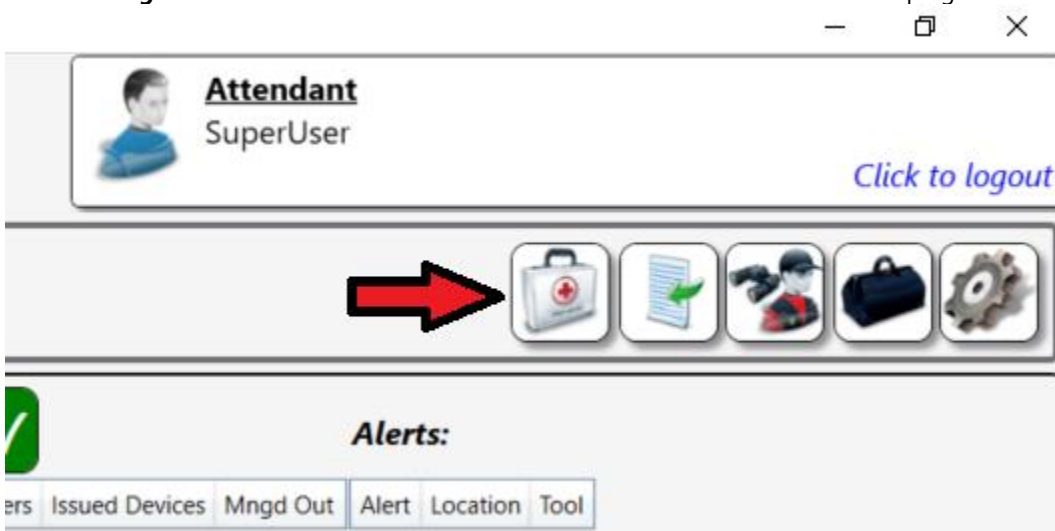 Attendant
SuperUser
Click to logout
Alerts:
ers Issued Devices Mngd Out Alert Location Tool